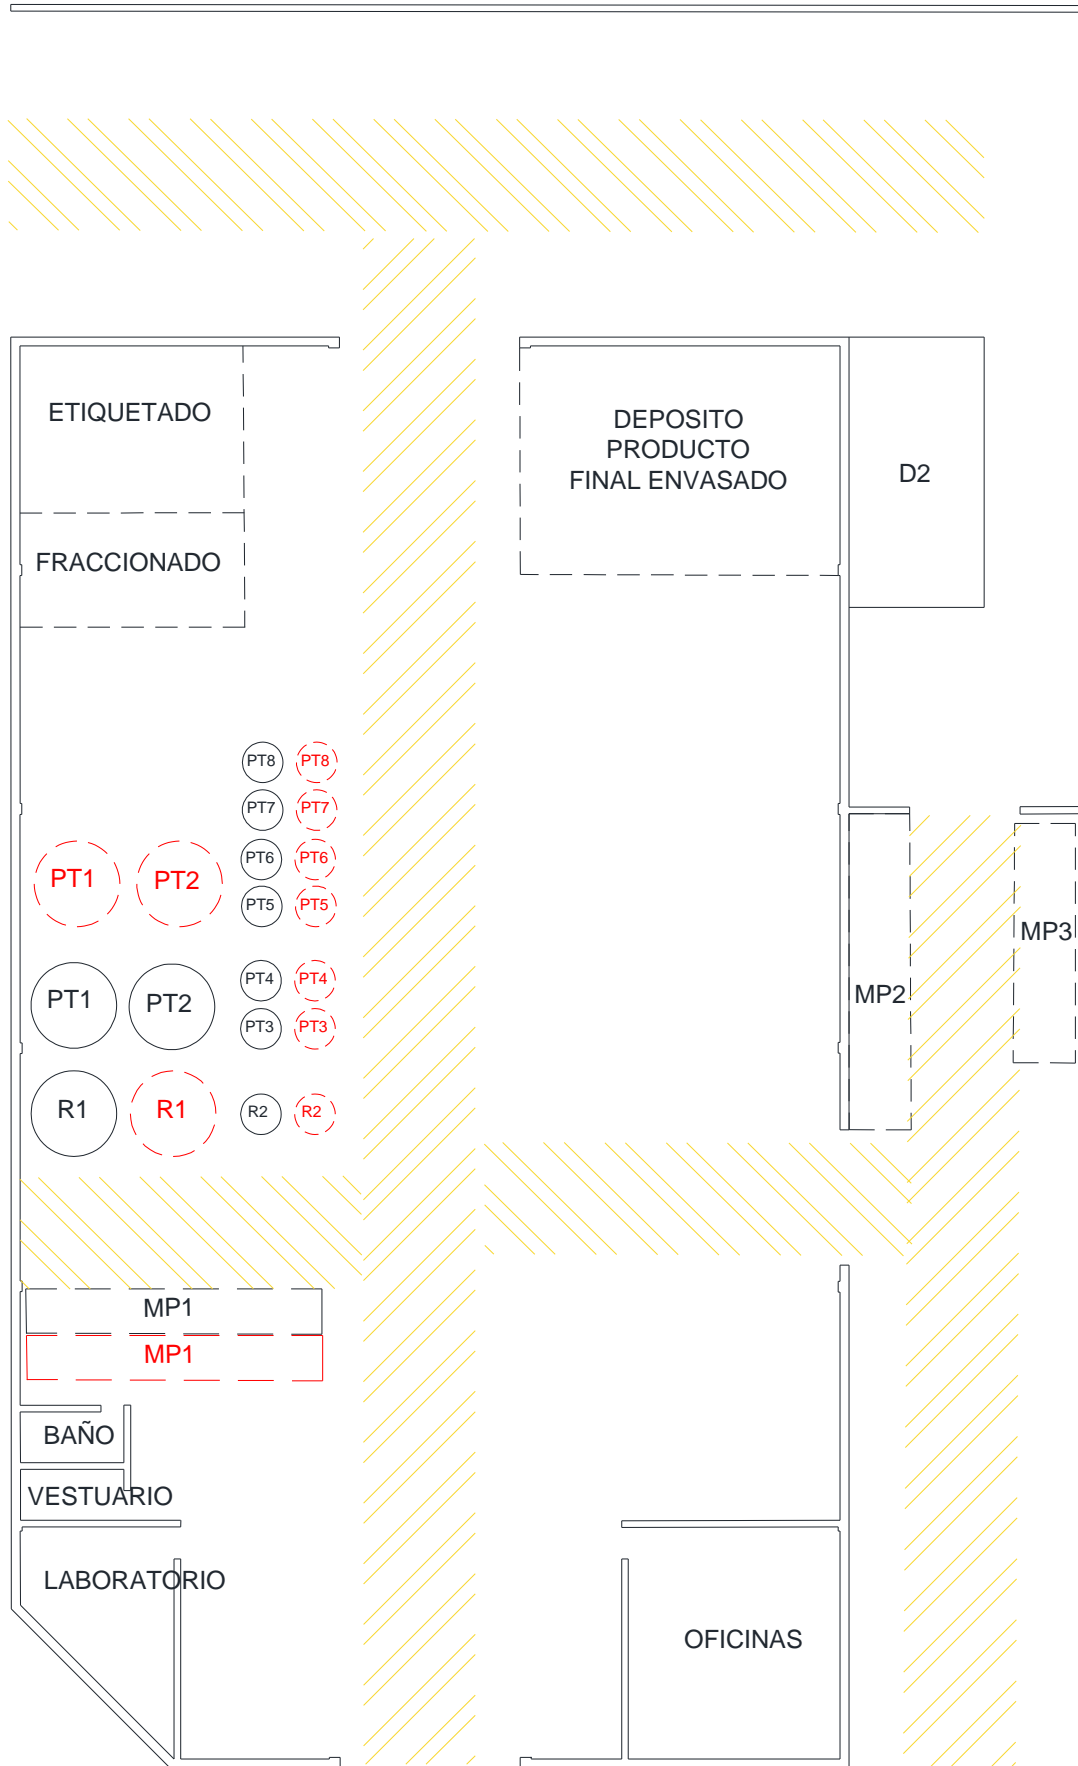 ETIQUETADO
DEPOSITO
PRODUCTO
FINAL ENVASADO
D2
FRACCIONADO
PT8 PT8
PT7 PT7
PT6 PT6
PT1 PT2
PT5 PT5
MP3
PT4 PT4
MP2
PT1 PT2
PT3 PT3
R1 R1 R2 R2
MP1
MP1
BAÑO
VESTUARIO
LABORATORIO
OFICINAS